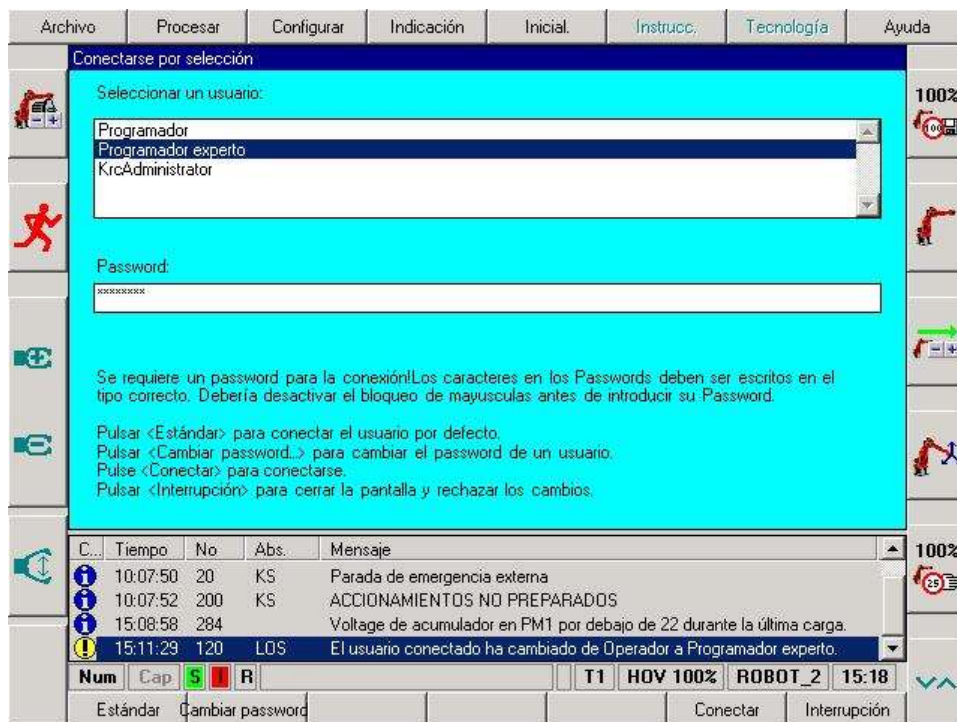 Archivo Procesar Configurar Indicación Inicial. Instrucc. Tecnología Ayuda
Conectarse por selección
Seleccionar un usuario:
100%
100
Programador
Programador experto
KrcAdministrator
Password:
xxxxxxxx
Se requiere un password para la conexión!Los caracteres en los Passwords deben ser escritos en el
tipo correcto. Debería desactivar el bloqueo de mayusculas antes de introducir su Password.
Pulsar <Estándar> para conectar el usuario por defecto.
Pulsar <Cambiar password..> para cambiar el password de un usuario.
Pulse <Conectar> para conectarse.
Pulsar <Interrupción> para cerrar la pantalla y rechazar los cambios.
C... Tiempo No Abs. Mensaje
100%
25
10:07:50 20 KS Parada de emergencia externa
10:07:52 200 KS ACCIONAMIENTOS NO PREPARADOS
15:08:58 284 Voltage de acumulador en PM1 por debajo de 22 durante la última carga.
15:11:29 120 LOS El usuario conectado ha cambiado de Operador a Programador experto.
Num Cap S I R T1 HOV 100% ROBOT_2 15:18
Estándar Cambiar password Conectar Interrupción